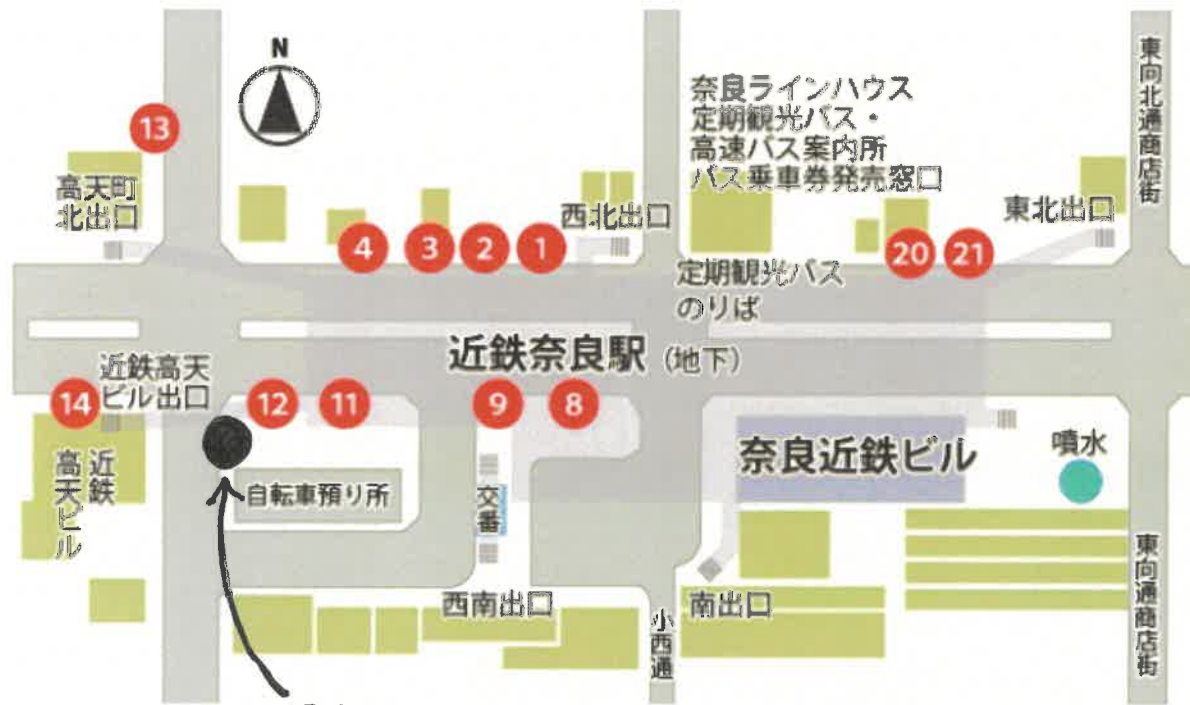 N
13
高天町
北出口
4
3
2
1
西北出口
奈良ラインハウス
定期観光バス・
高速バス案内所
バス乗車券発売窓口
20
21
東北出口
東向北通商店街
定期観光バス
のりば
近鉄奈良駅 (地下)
近鉄高天
ビル出口
14
12
11
9
8
近鉄
高天ビル
自転車預り所
交番
奈良近鉄ビル
噴水
西南出口
南出口
小西通
東向通商店街